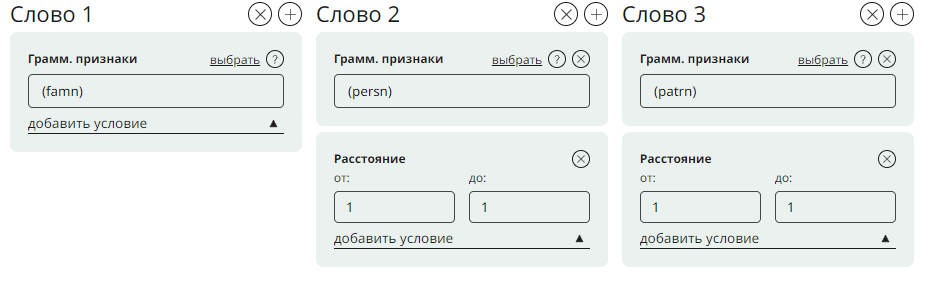 Слово 1
Грамм. признаки выбрать ?
(famn)
добавить условие
Слово 2
Грамм. признаки выбрать ?
(persn)
Расстояние
от: до:
1 1
добавить условие
Слово 3
Грамм. признаки выбрать ?
(patrn)
Расстояние
от: до:
1 1
добавить условие